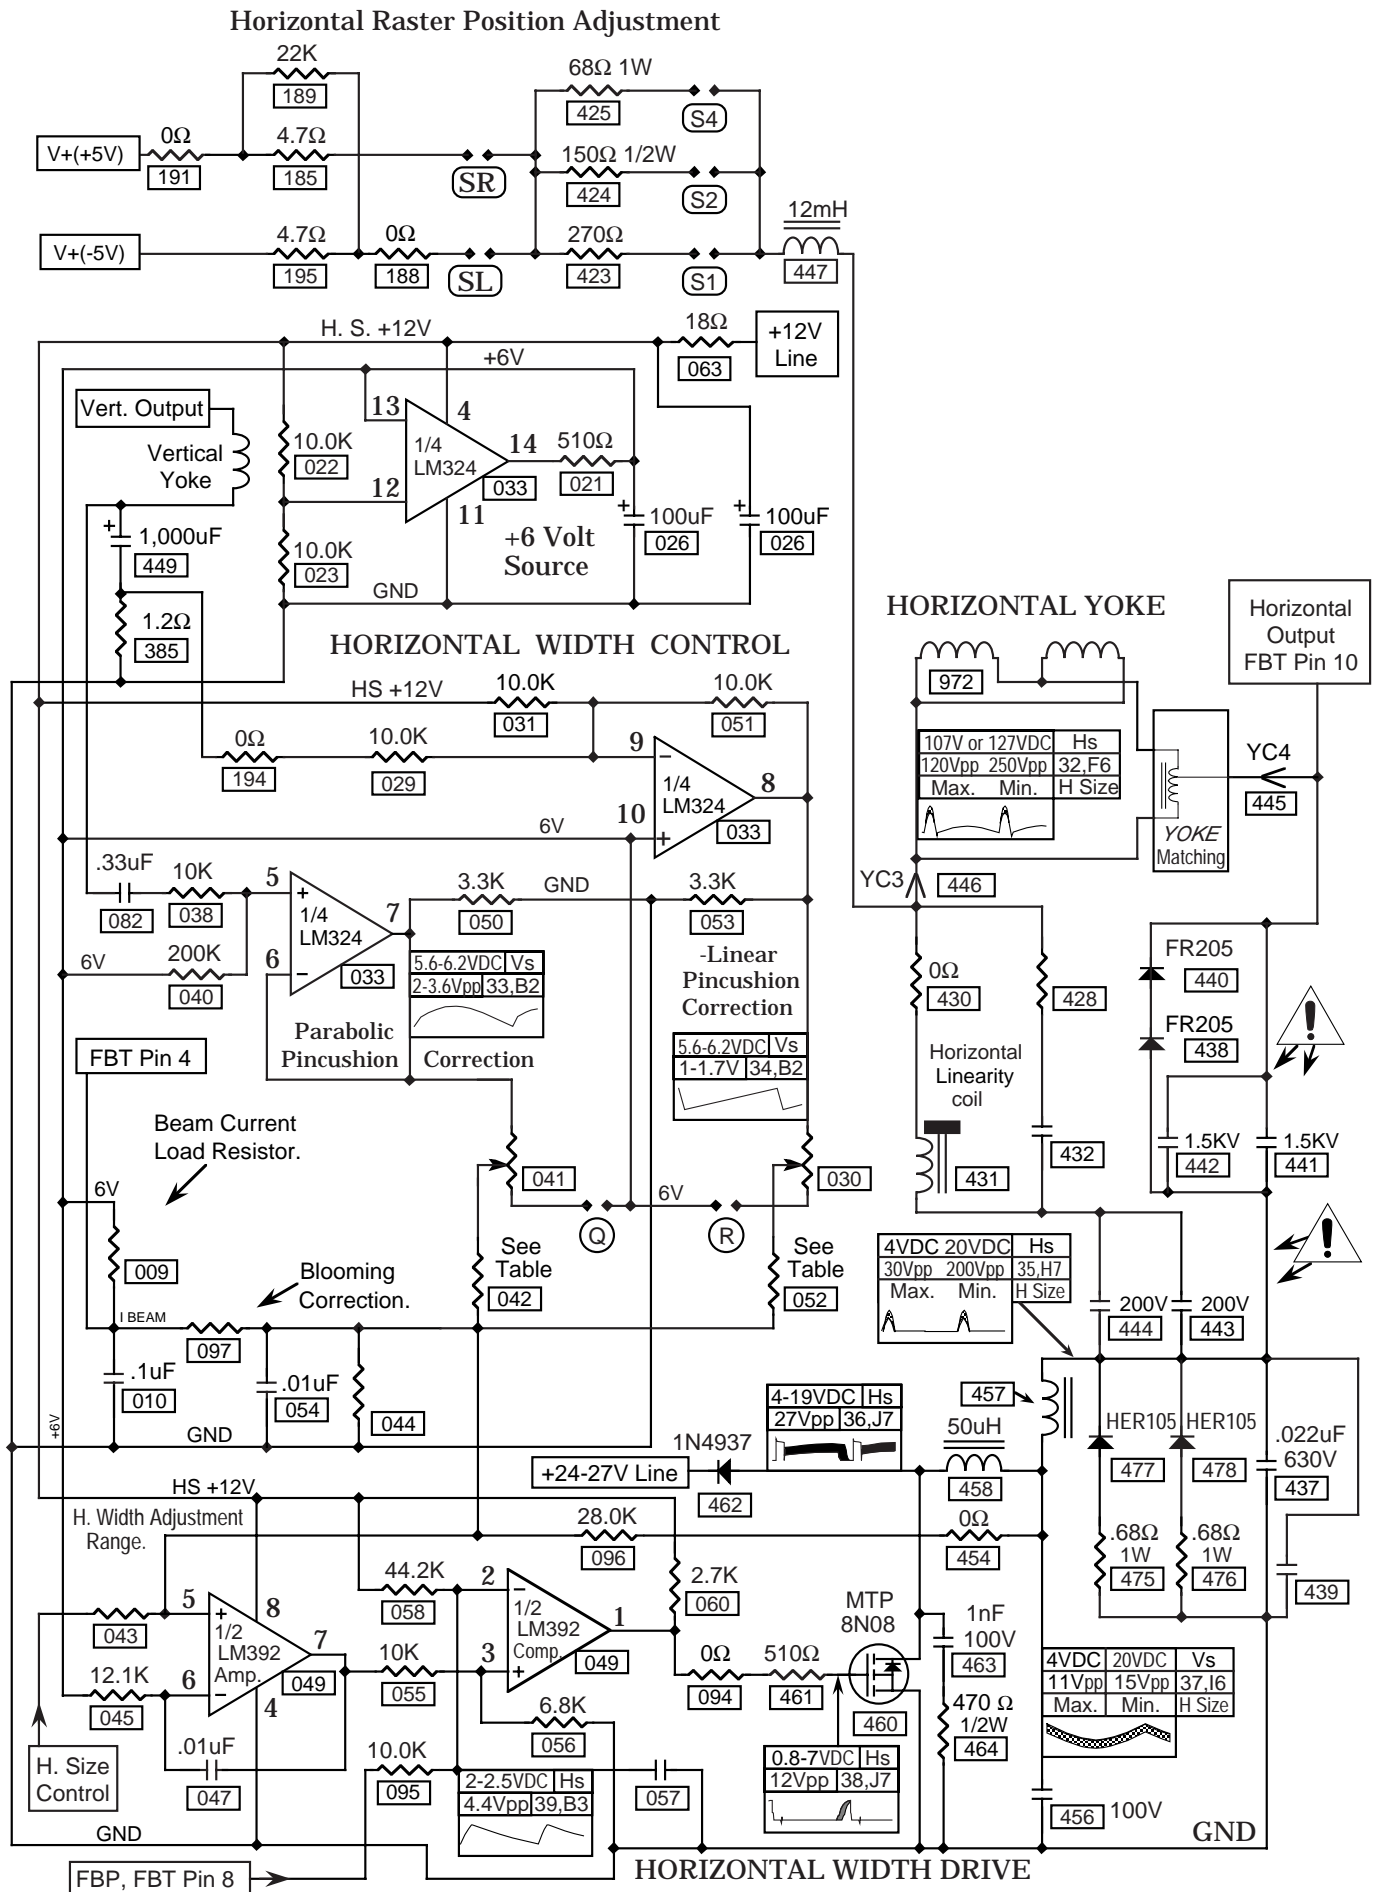 Horizontal Raster Position Adjustment
22K
189
68Ω 1W
425
S4
V+(+5V)
0Ω
191
4.7Ω
185
SR
150Ω 1/2W
424
S2
V+(-5V)
4.7Ω
195
0Ω
188
SL
270Ω
423
S1
12mH
447
H. S. +12V
18Ω
063
+12V
Line
+6V
Vert. Output
Vertical
Yoke
10.0K
022
13
12
1/4
LM324
4
11
14
033
510Ω
021
+
100uF
026
+
100uF
026
+6 Volt
Source
+
1,000uF
449
10.0K
023
GND
1.2Ω
385
HORIZONTAL WIDTH CONTROL
HORIZONTAL YOKE
Horizontal
Output
FBT Pin 10
972
HS +12V
10.0K
031
10.0K
051
0Ω
194
10.0K
029
9
–
10
+
1/4
LM324
8
033
6V
107V or 127VDC
Hs
120Vpp 250Vpp
32,F6
Max. Min.
H Size
YOKE
Matching
YC4
445
YC3
446
.33uF
082
10K
038
5
+
6
–
1/4
LM324
7
033
3.3K
050
GND
3.3K
053
6V
200K
040
5.6-6.2VDC
Vs
2-3.6Vpp
33,B2
Parabolic
Pincushion
Correction
-Linear
Pincushion
Correction
5.6-6.2VDC
Vs
1-1.7V
34,B2
0Ω
430
428
FR205
440
FR205
438
Horizontal
Linearity
coil
431
432
1.5KV
442
1.5KV
441
FBT Pin 4
Beam Current
Load Resistor.
6V
009
041
Q
6V
R
030
Blooming
Correction.
See
Table
042
See
Table
052
4VDC 20VDC
Hs
30Vpp 200Vpp
35,H7
Max. Min.
H Size
200V
444
200V
443
I BEAM
097
.1uF
010
.01uF
054
044
+6V
GND
457
4-19VDC
Hs
27Vpp
36,J7
50uH
458
HER105
477
HER105
478
.022uF
630V
437
+24-27V Line
1N4937
462
HS +12V
H. Width Adjustment
Range.
28.0K
096
0Ω
454
.68Ω
1W
475
.68Ω
1W
476
439
044.2K
058
2
–
3
+
1/2
LM392
Comp.
1
049
2.7K
060
043
5
+
6
–
8
4
1/2
LM392
Amp.
7
049
12.1K
045
10K
055
6.8K
056
0Ω
094
510Ω
461
MTP
8N08
460
1nF
100V
463
470 Ω
1/2W
464
4VDC 20VDC
Vs
11Vpp 15Vpp
37,I6
Max. Min.
H Size
H. Size
Control
.01uF
047
10.0K
095
2-2.5VDC
Hs
4.4Vpp
39,B3
057
0.8-7VDC
Hs
12Vpp
38,J7
456
100V
GND
GND
FBP, FBT Pin 8
HORIZONTAL WIDTH DRIVE